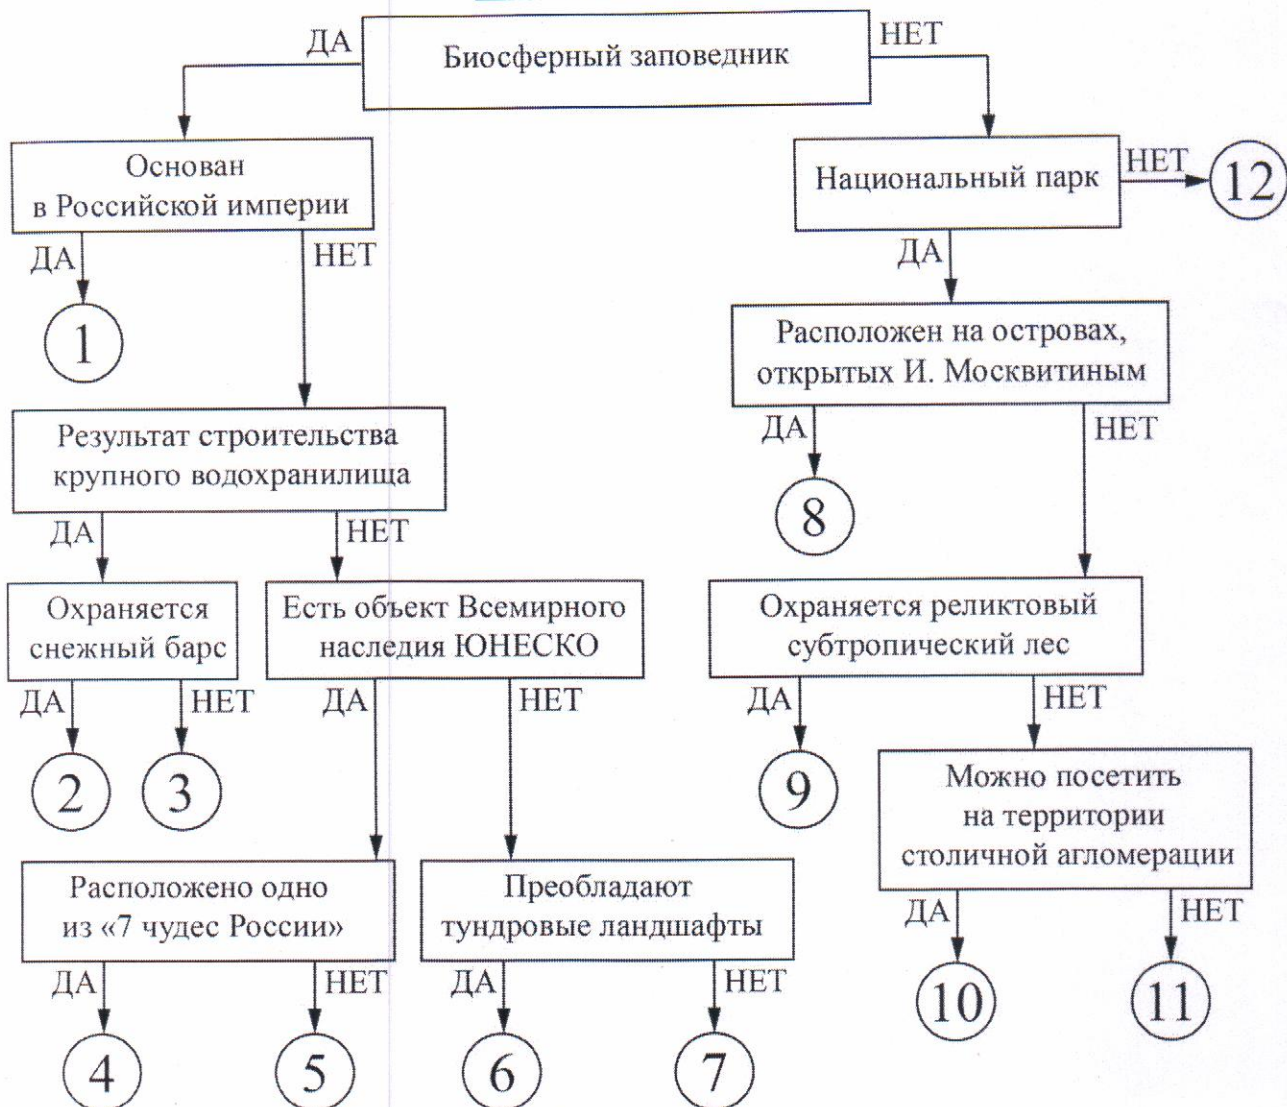 ДА
Биосферный заповедник
НЕТ
Основан
в Российской империи
Национальный парк
НЕТ
12
ДА
НЕТ
ДА
1
Расположен на островах,
открытых И. Москвитиным
Результат строительства
крупного водохранилища
ДА
НЕТ
8
ДА
НЕТ
Охраняется
снежный барс
Есть объект Всемирного
наследия ЮНЕСКО
Охраняется реликтовый
субтропический лес
ДА
НЕТ
ДА
НЕТ
ДА
НЕТ
2
3
9
Можно посетить
на территории
столичной агломерации
Расположено одно
из «7 чудес России»
Преобладают
тундровые ландшафты
ДА
НЕТ
ДА
НЕТ
ДА
НЕТ
10
11
4
5
6
7